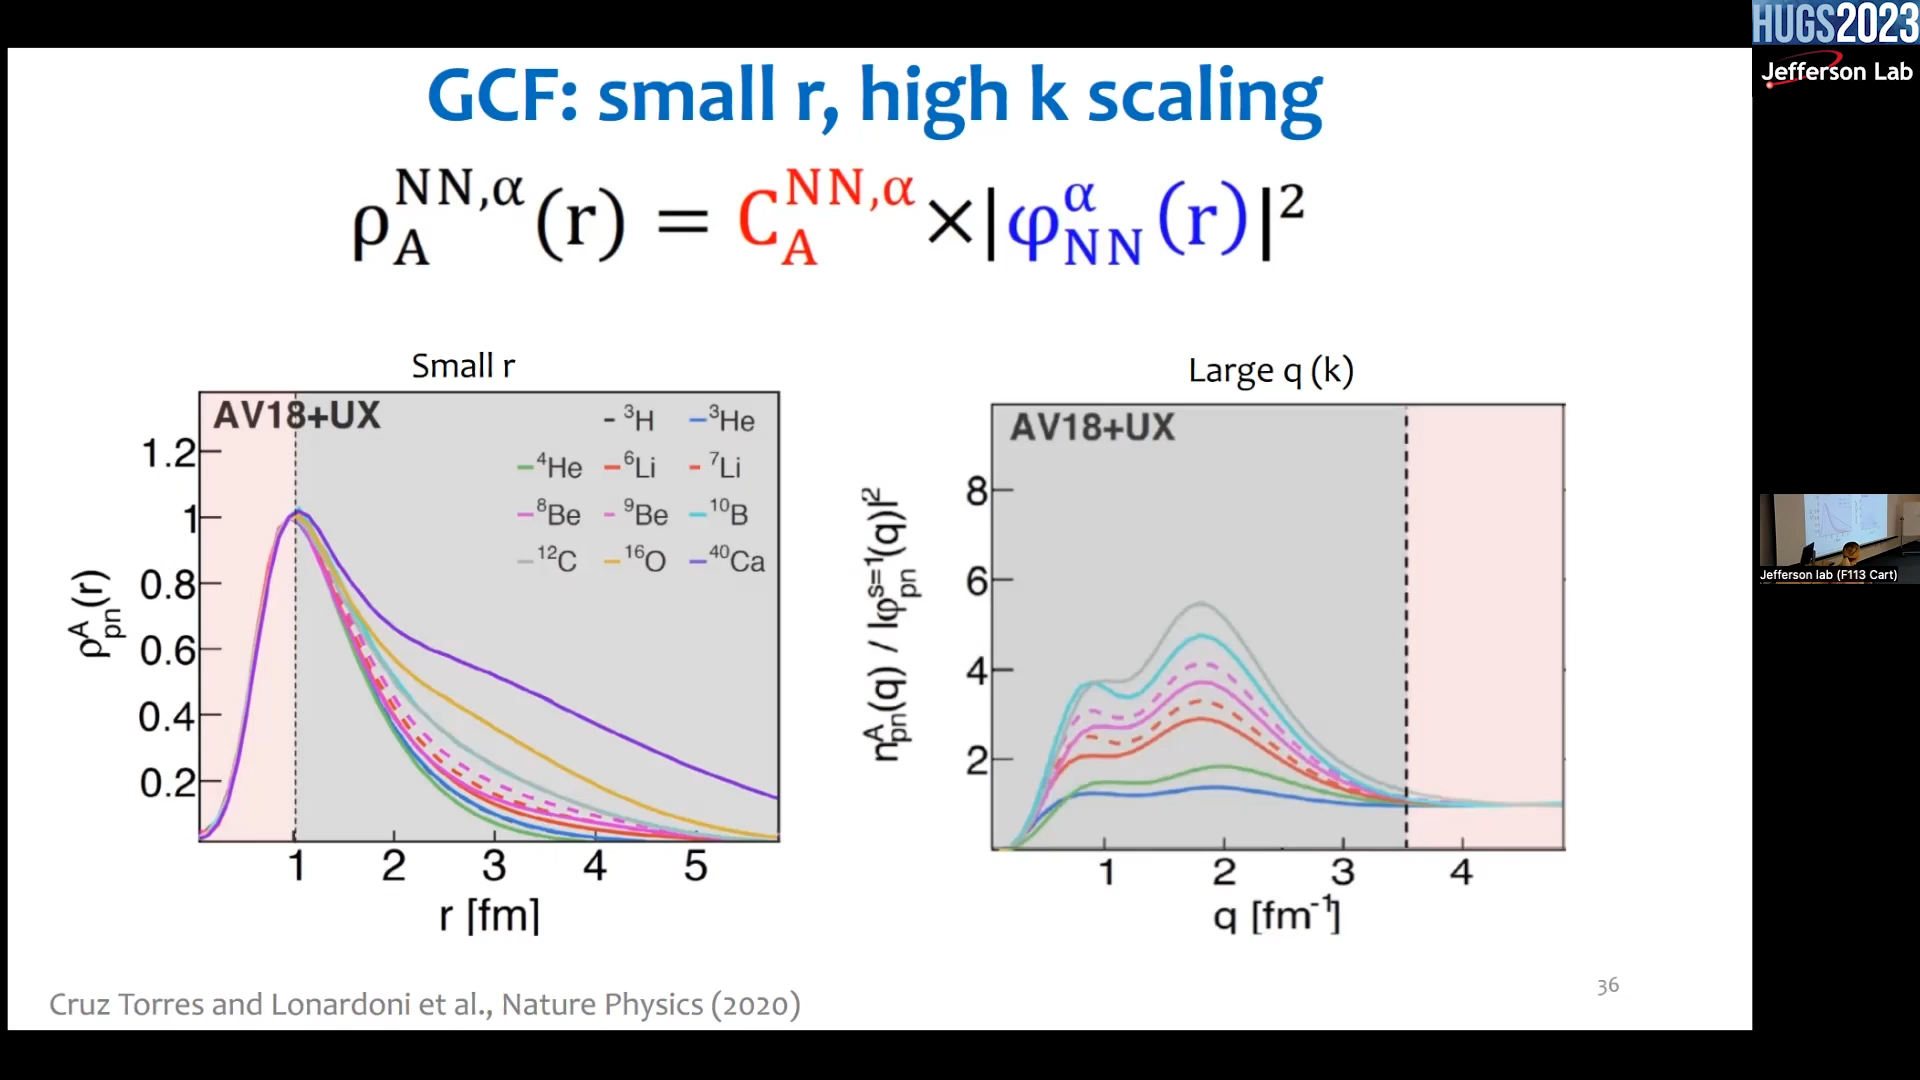 HUGS2023
Jefferson Lab
GCF: small r, high k scaling
ρ_A^{NN,α}(r) = C_A^{NN,α}×|φ_{NN}^α(r)|²
Small r
AV18+UX
³H ³He
⁴He ⁶Li ⁷Li
⁸Be ⁹Be ¹⁰B
¹²C ¹⁶O ⁴⁰Ca
1.2
1
0.8
0.6
0.4
0.2
ρ_{pn}^A(r)
1 2 3 4 5
r [fm]
Large q (k)
AV18+UX
8
6
4
2
n_{pn}^A(q) / |φ_{pn}^{s=1}(q)|²
1 2 3 4
q [fm⁻¹]
Jefferson lab (F113 Cart)
Cruz Torres and Lonardoni et al., Nature Physics (2020)
36